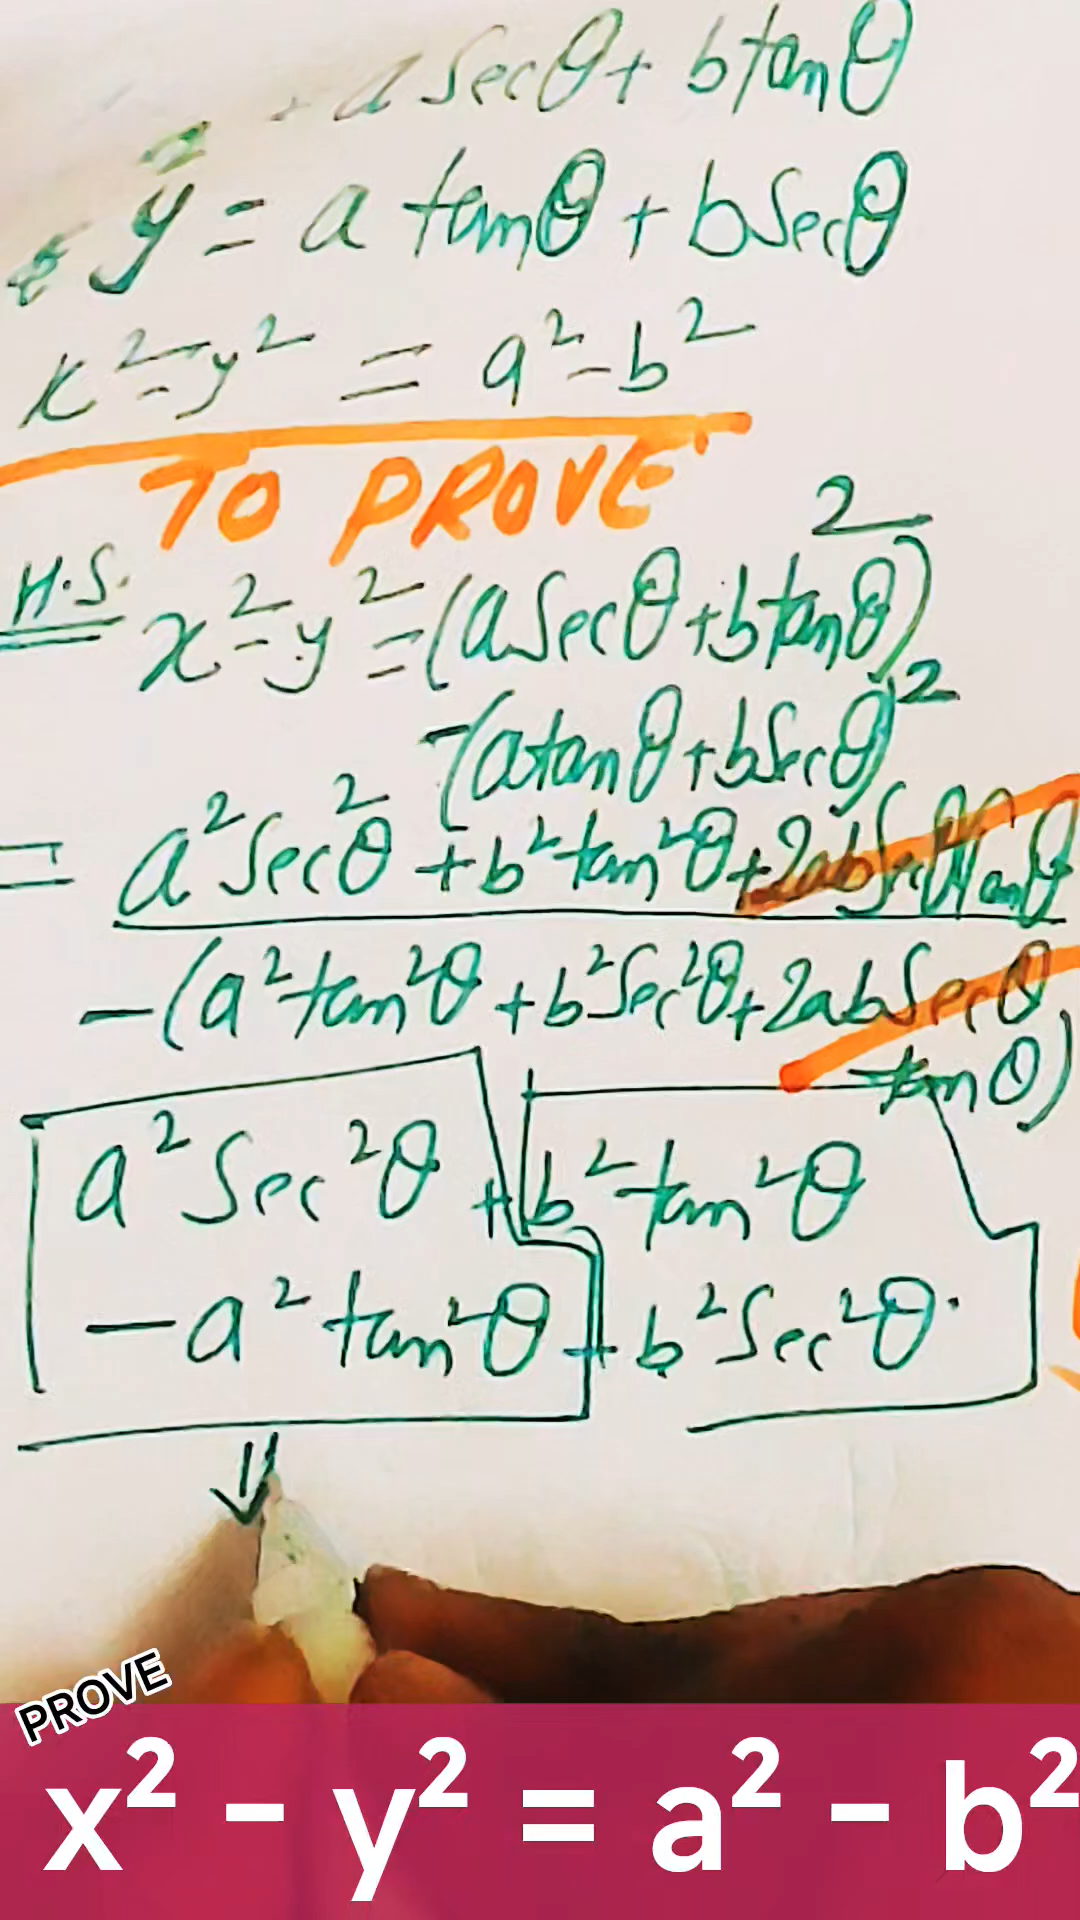 a secθ + b tanθ
y = a tanθ + b secθ
x² - y² = a² - b²
TO PROVE
H.S. x² - y² = (a secθ + b tanθ)²
-(a tanθ + b secθ)²
= a² sec²θ + b² tan²θ + 2ab secθ tanθ
-(a² tan²θ + b² sec²θ + 2ab secθ
tanθ)
a² sec²θ + b² tan²θ
- a² tan²θ + b² sec²θ.
PROVE
x² - y² = a² - b²